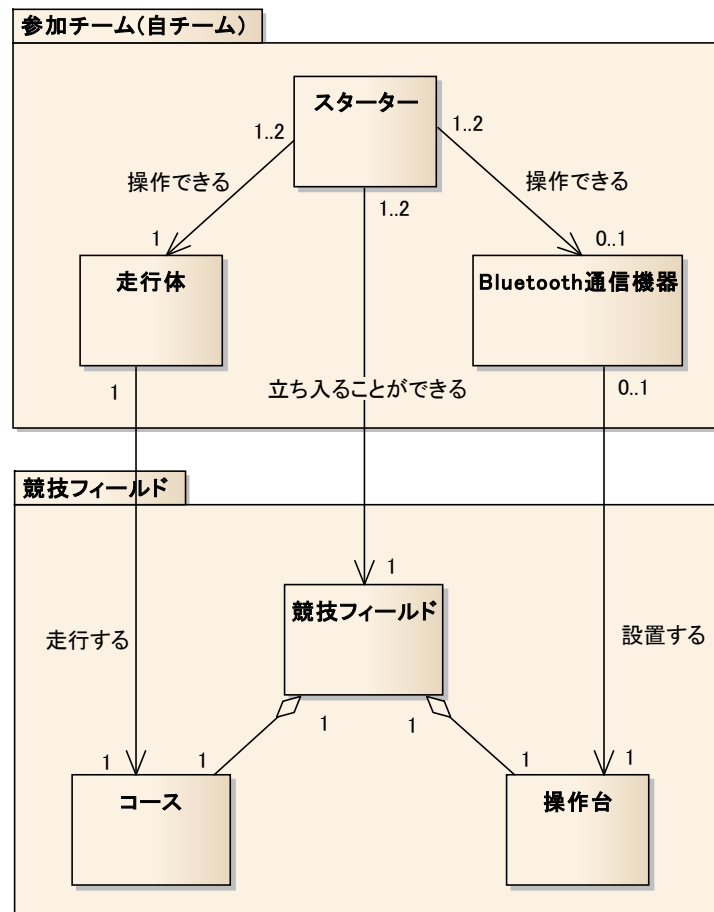 参加チーム(自チーム)
スターター
1..2
1..2
操作できる
1..2
操作できる
1
0..1
走行体
Bluetooth通信機器
1
立ち入ることができる
0..1
競技フィールド
1
競技フィールド
走行する
設置する
1
1
1
1
1
1
コース
操作台